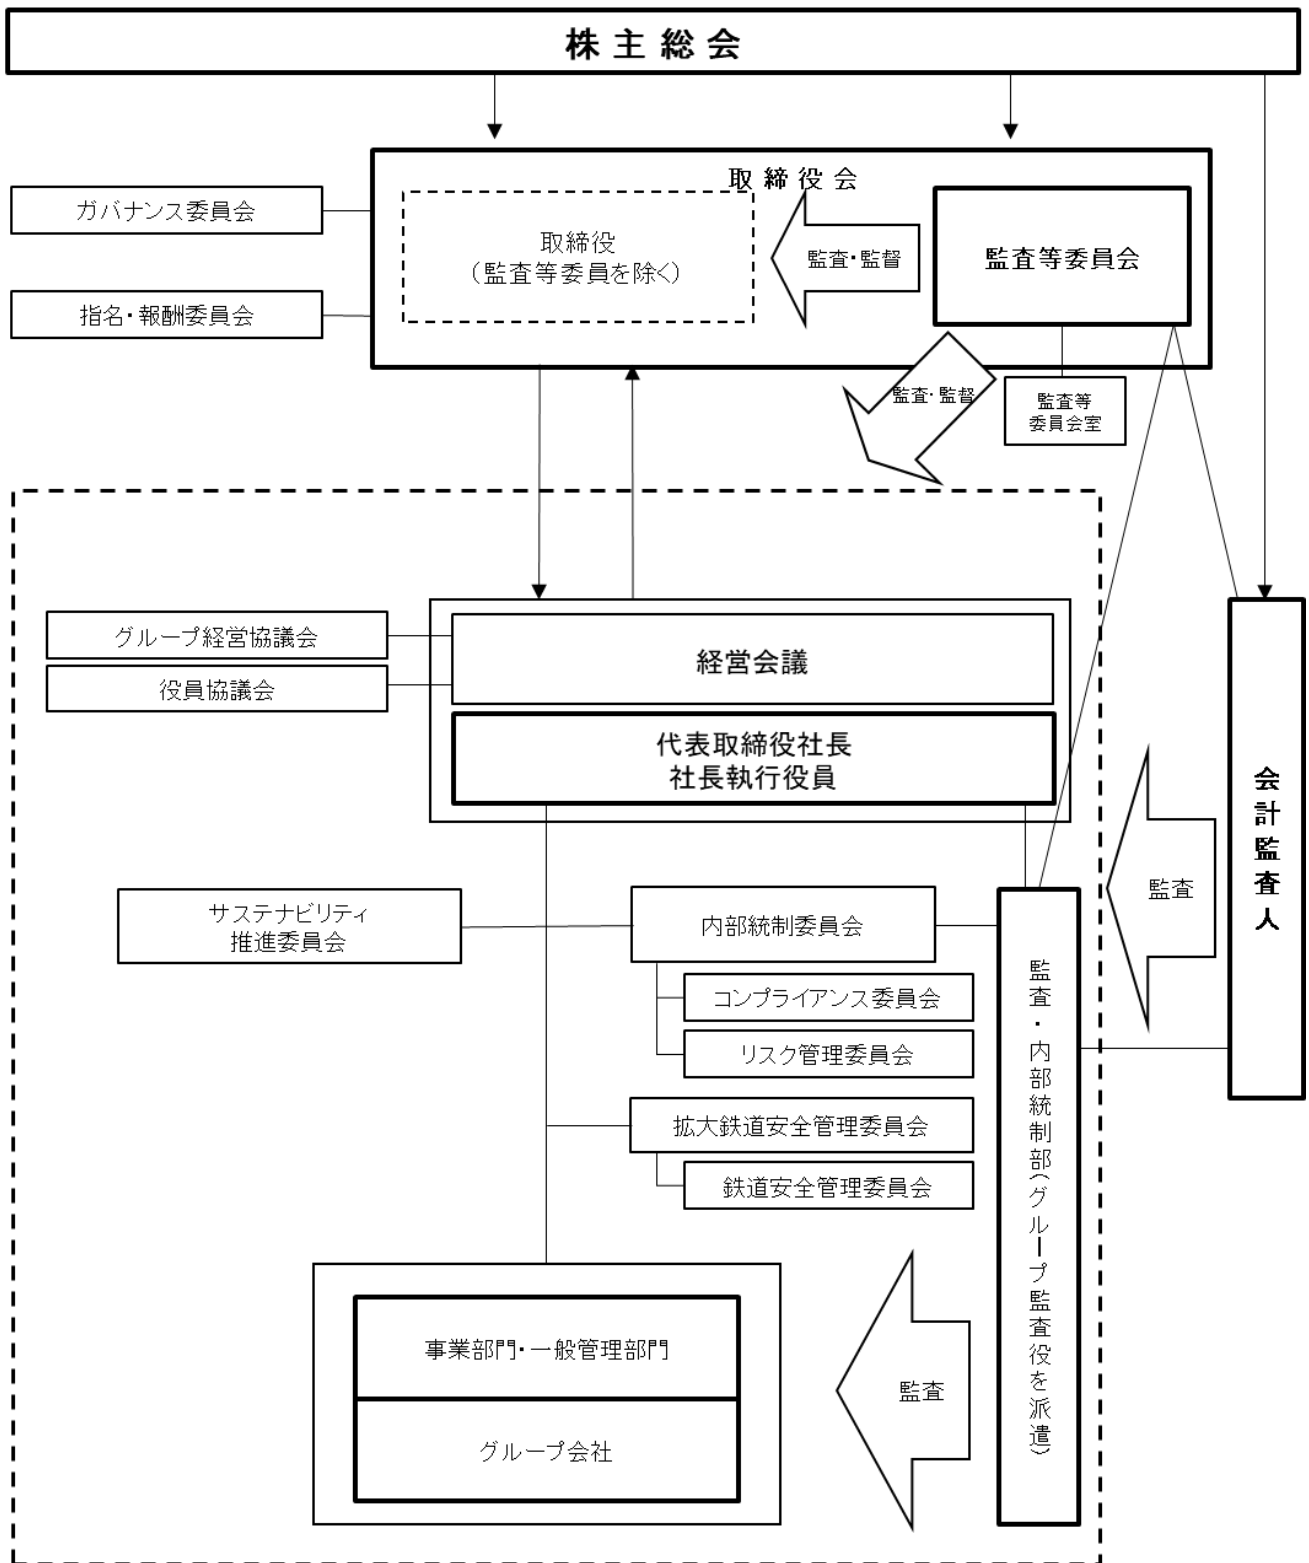 株主総会
取締役会
ガバナンス委員会
取締役
(監査等委員を除く)
監査・監督
監査等委員会
指名・報酬委員会
監査・監督
監査等
委員会室
グループ経営協議会
経営会議
役員協議会
代表取締役社長
社長執行役員
会計監査人
監査
サステナビリティ
推進委員会
内部統制委員会
監査・内部統制部(グループ監査役を派遣)
コンプライアンス委員会
リスク管理委員会
拡大鉄道安全管理委員会
鉄道安全管理委員会
事業部門・一般管理部門
監査
グループ会社